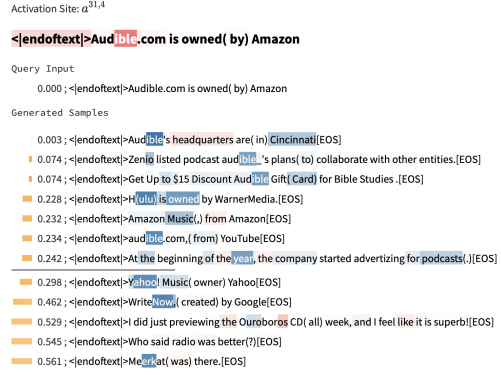 Activation Site: a^31,4
<|endoftext|>Audible.com is owned( by) Amazon
Query Input
0.000 ; <|endoftext|>Audible.com is owned( by) Amazon
Generated Samples
0.003 ; <|endoftext|>Audible's headquarters are( in) Cincinnati[EOS]
0.074 ; <|endoftext|>Zenio listed podcast audible_'s plans( to) collaborate with other entities.[EOS]
0.074 ; <|endoftext|>Get Up to $15 Discount Audible Gift( Card) for Bible Studies .[EOS]
0.228 ; <|endoftext|>H(ulu) is owned by WarnerMedia.[EOS]
0.232 ; <|endoftext|>Amazon Music(,) from Amazon[EOS]
0.234 ; <|endoftext|>audible.com,( from) YouTube[EOS]
0.242 ; <|endoftext|>At the beginning of the year, the company started advertizing for podcasts(.)[EOS]
0.298 ; <|endoftext|>Yahoo! Music( owner) Yahoo[EOS]
0.462 ; <|endoftext|>WriteNow,( created) by Google[EOS]
0.529 ; <|endoftext|>I did just previewing the Ouroboros CD( all) week, and I feel like it is superb![EOS]
0.545 ; <|endoftext|>Who said radio was better(?)[EOS]
0.561 ; <|endoftext|>Meerkat( was) there.[EOS]